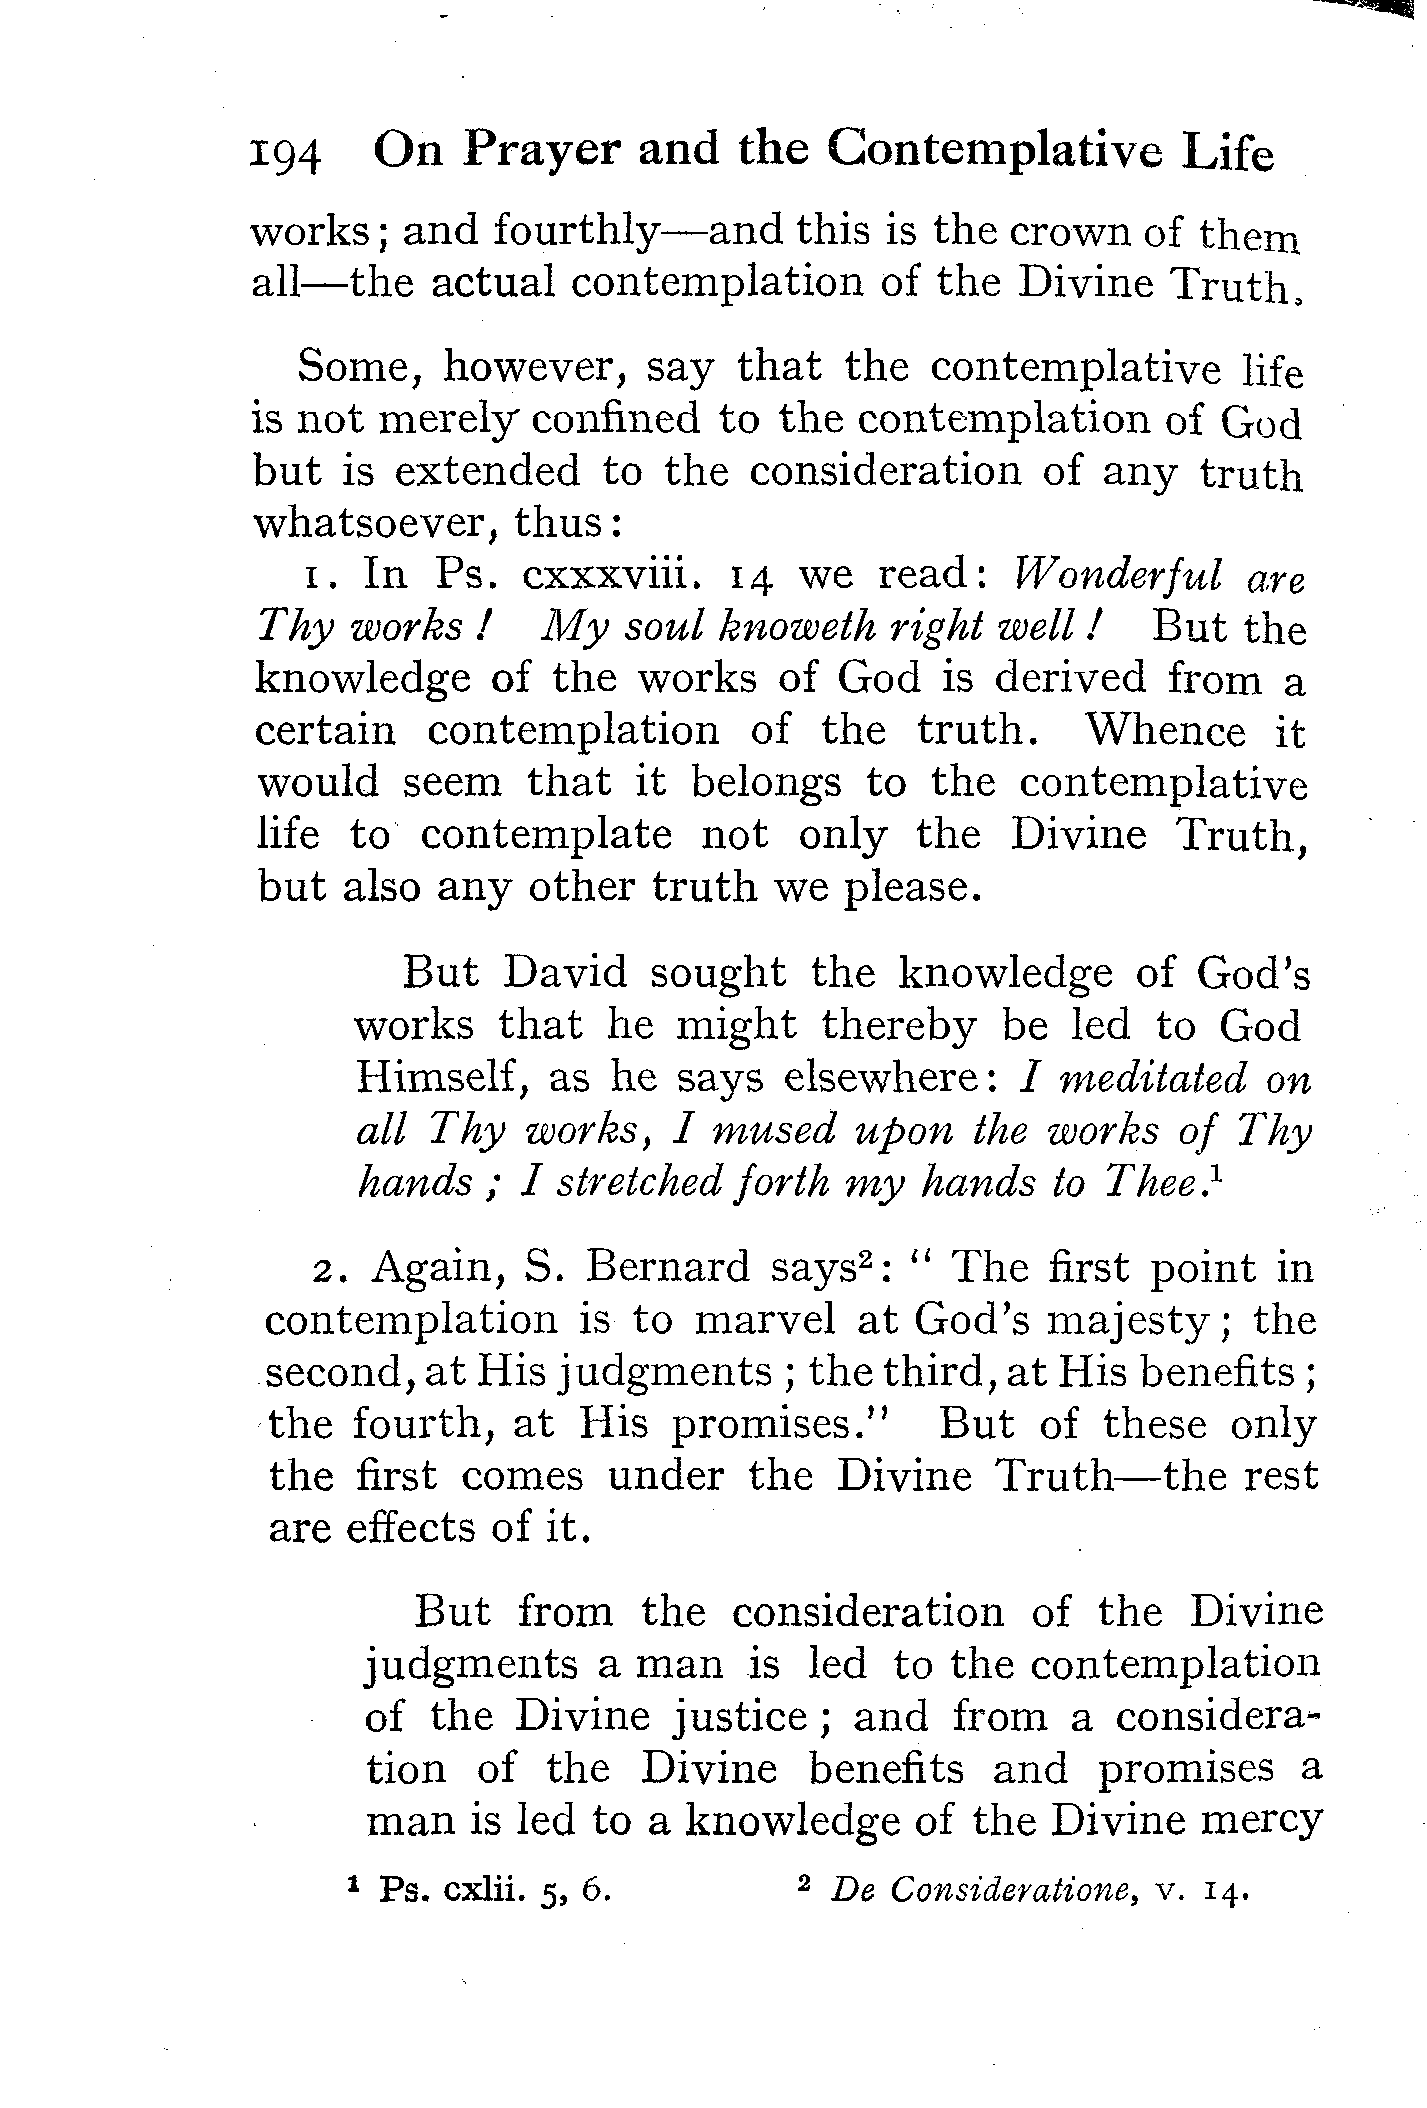 194 On Prayer and the Contemplative Life
works; and fourthly—and this is the crown of them
all—the actual contemplation of the Divine Truth.
Some, however, say that the contemplative life
is not merely confined to the contemplation of God
but is extended to the consideration of any truth
whatsoever, thus:
1. In Ps. cxxxviii. 14 we read: Wonderful are
Thy works! My soul knoweth right well! But the
knowledge of the works of God is derived from a
certain contemplation of the truth. Whence it
would seem that it belongs to the contemplative
life to contemplate not only the Divine Truth,
but also any other truth we please.
But David sought the knowledge of God's
works that he might thereby be led to God
Himself, as he says elsewhere: I meditated on
all Thy works, I mused upon the works of Thy
hands; I stretched forth my hands to Thee.¹
2. Again, S. Bernard says²: "The first point in
contemplation is to marvel at God's majesty; the
second, at His judgments; the third, at His benefits;
the fourth, at His promises." But of these only
the first comes under the Divine Truth—the rest
are effects of it.
But from the consideration of the Divine
judgments a man is led to the contemplation
of the Divine justice; and from a considera-
tion of the Divine benefits and promises a
man is led to a knowledge of the Divine mercy
¹ Ps. cxlii. 5, 6. ² De Consideratione, v. 14.